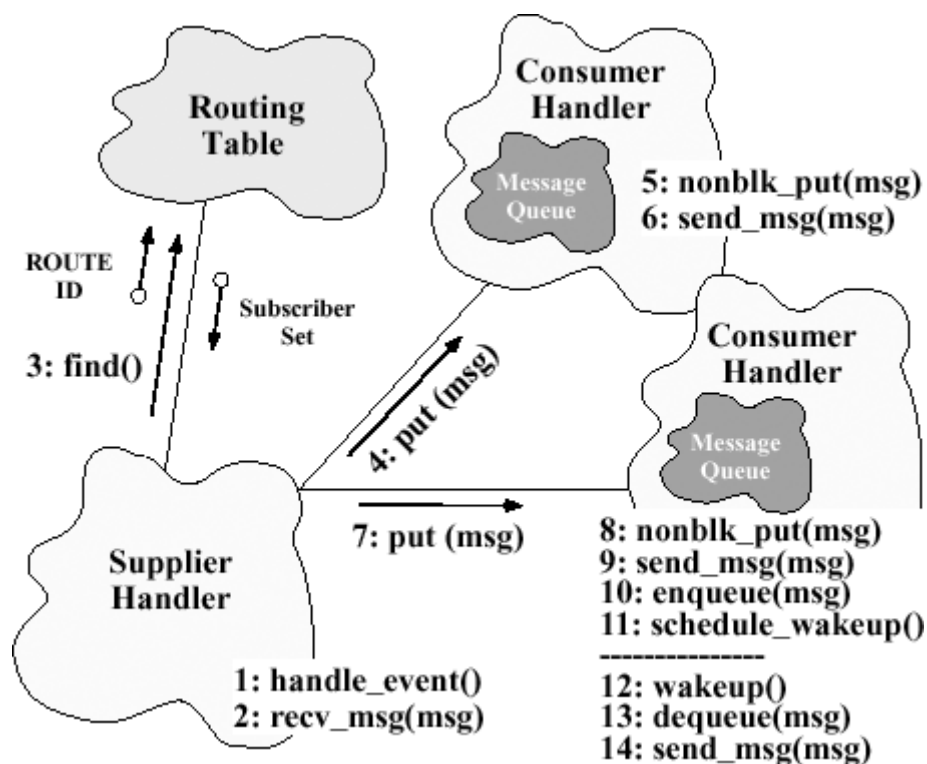 Routing
Table
Consumer
Handler
Message
Queue
5: nonblk_put(msg)
6: send_msg(msg)
ROUTE
ID
Subscriber
Set
3: find()
4: put (msg)
Consumer
Handler
Message
Queue
7: put (msg)
Supplier
Handler
8: nonblk_put(msg)
9: send_msg(msg)
10: enqueue(msg)
11: schedule_wakeup()
---------------
12: wakeup()
13: dequeue(msg)
14: send_msg(msg)
1: handle_event()
2: recv_msg(msg)